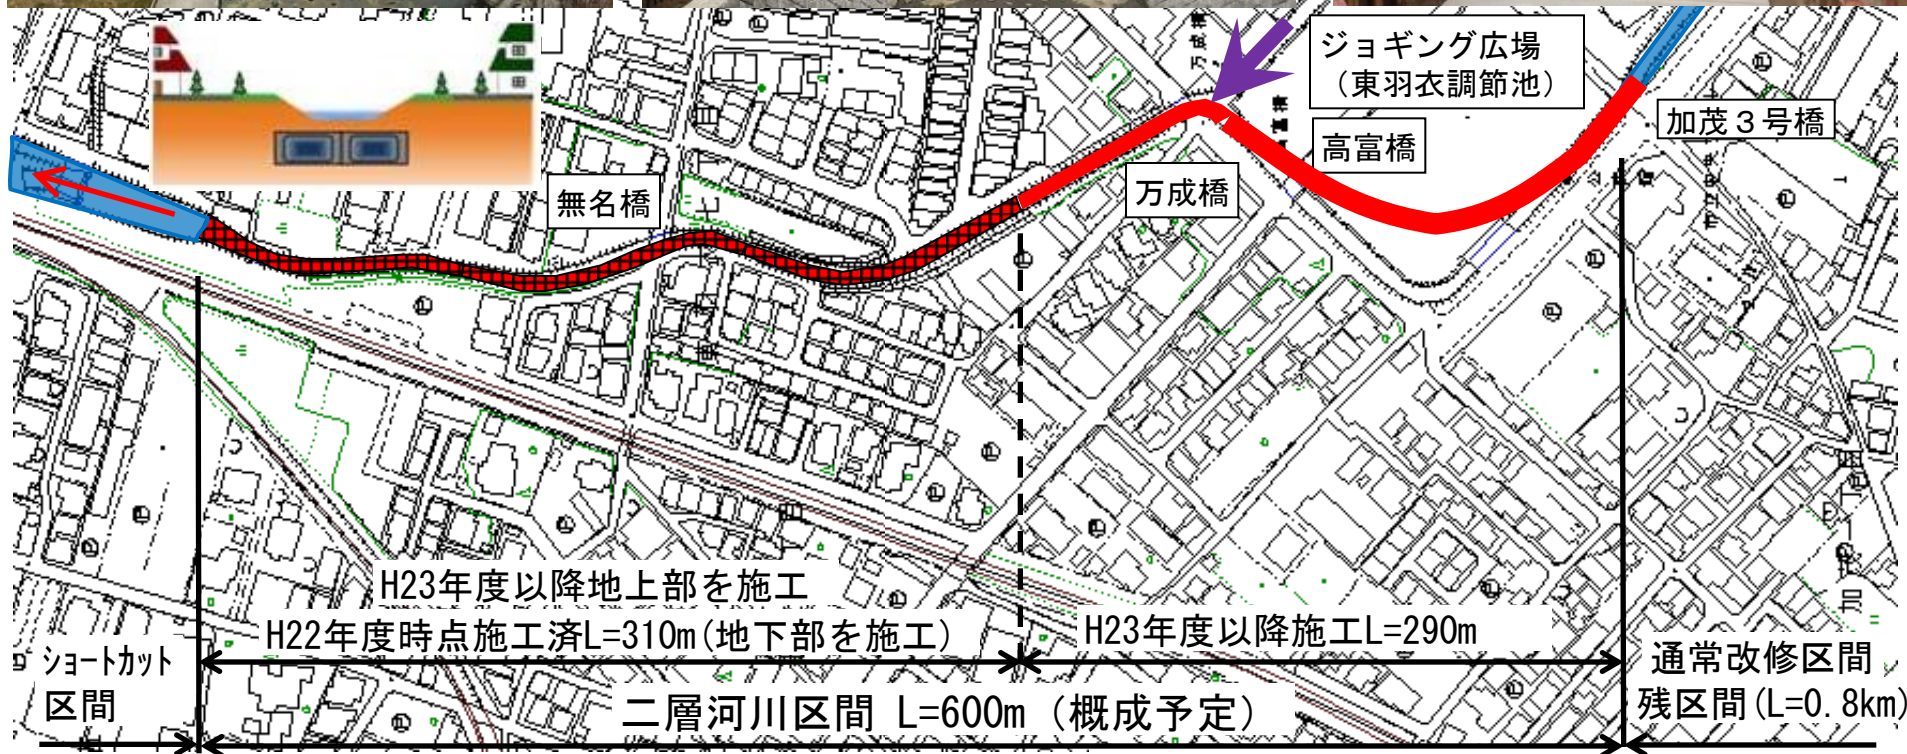 ジョギング広場
（東羽衣調節池）
加茂３号橋
高富橋
万成橋
無名橋
H23年度以降地上部を施工
H22年度時点施工済L=310m(地下部を施工)
H23年度以降施工L=290m
ショートカット
区間
通常改修区間
残区間(L=0.8km)
二層河川区間 L=600m（概成予定）